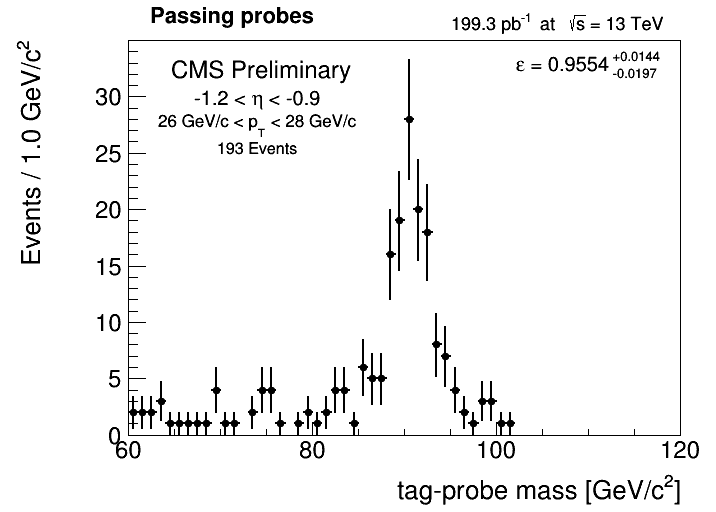 Passing probes
199.3 pb⁻¹ at √s = 13 TeV
CMS Preliminary
-1.2 < η < -0.9
26 GeV/c < p_T < 28 GeV/c
193 Events
ε = 0.9554 +0.0144 -0.0197
Events / 1.0 GeV/c²
30
25
20
15
10
5
0
60 80 100 120
tag-probe mass [GeV/c²]